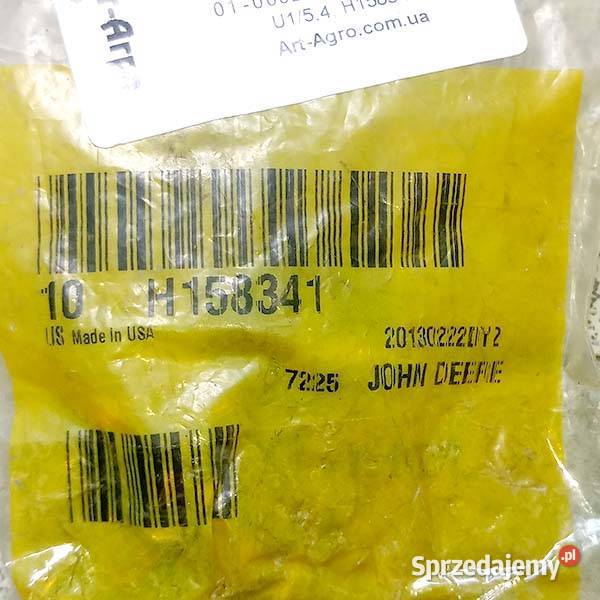 U1/5.4
Art-Agro.com.ua
10 H158341
US Made in USA
20130222DY2
7225 JOHN DEERE
Sprzedajemy.pl